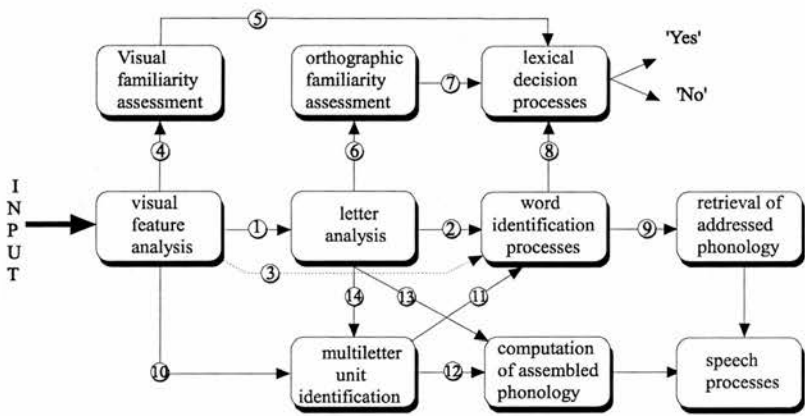 ⑤
Visual
familiarity
assessment
orthographic
familiarity
assessment
⑦
lexical
decision
processes
'Yes'
'No'
④
⑥
⑧
I
N
P
U
T
visual
feature
analysis
①
letter
analysis
②
word
identification
processes
⑨
retrieval of
addressed
phonology
③
⑭
⑬
⑪
⑩
multiletter
unit
identification
⑫
computation
of assembled
phonology
speech
processes